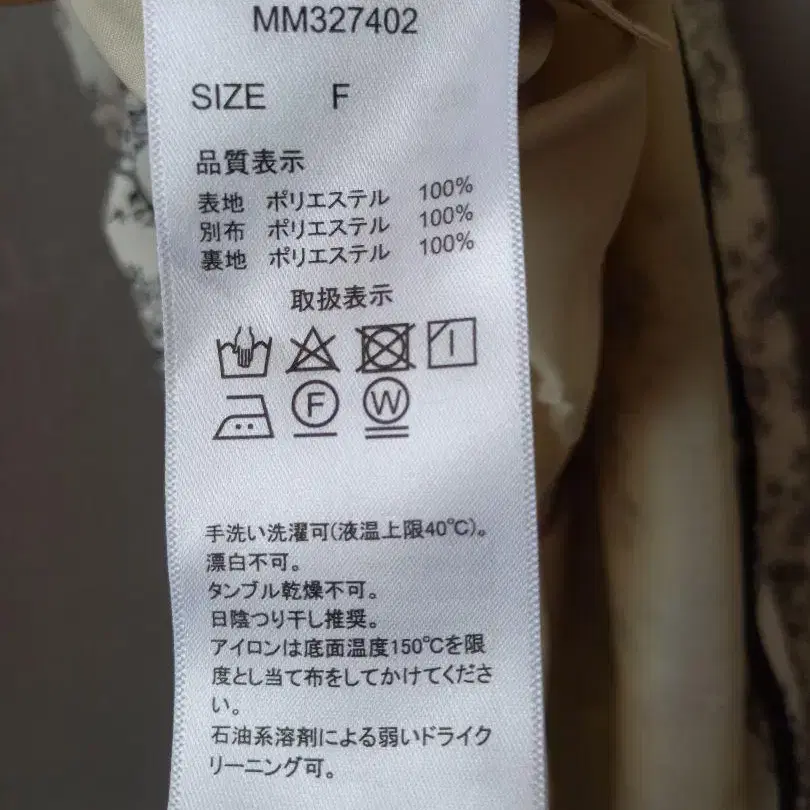 MM327402
SIZE F
品質表示
表地 ポリエステル 100%
別布 ポリエステル 100%
裏地 ポリエステル 100%
取扱表示
F W
手洗い洗濯可(液温上限40℃)。
漂白不可。
タンブル乾燥不可。
日陰つり干し推奨。
アイロンは底面温度150℃を限
度とし当て布をしてかけてくださ
い。
石油系溶剤による弱いドライク
リーニング可。